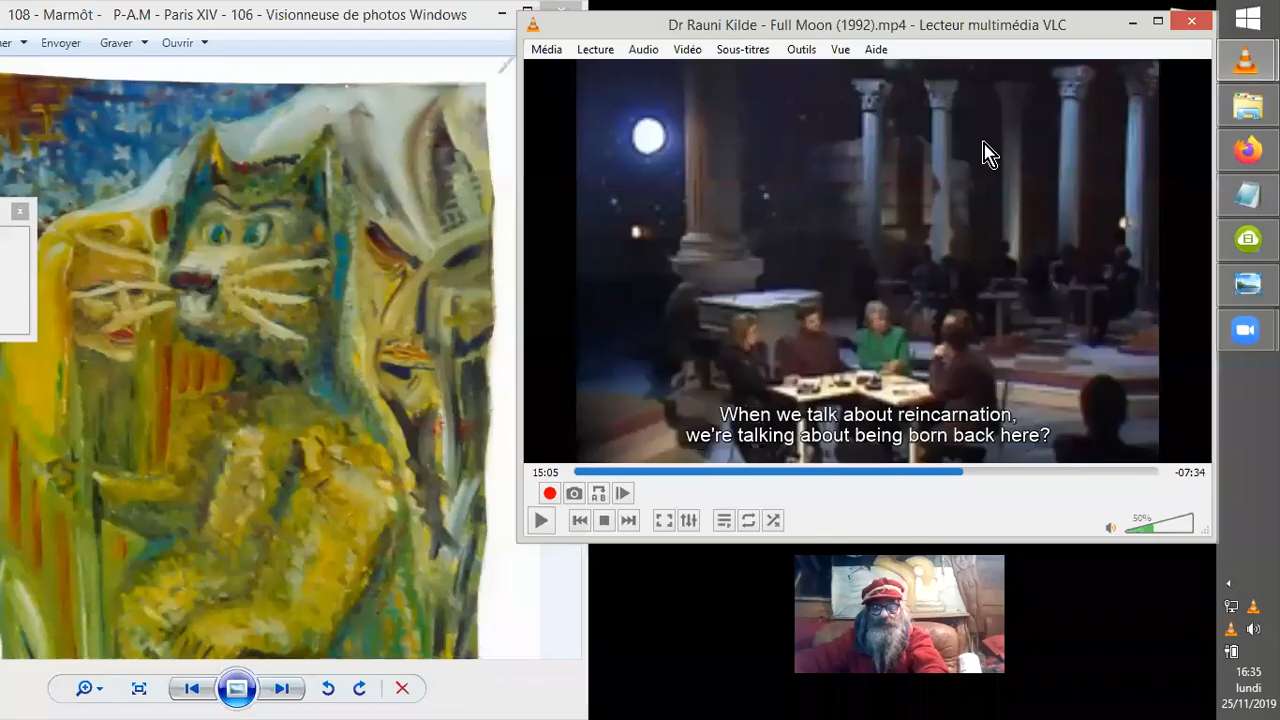 108 - Marmôt -   P-A.M - Paris XIV - 106 - Visionneuse de photos Windows
Envoyer Graver Ouvrir
x
Dr Rauni Kilde - Full Moon (1992).mp4 - Lecteur multimédia VLC
Média Lecture Audio Vidéo Sous-titres Outils Vue Aide
When we talk about reincarnation,
we're talking about being born back here?
15:05 -07:34
50%
16:35
lundi
25/11/2019